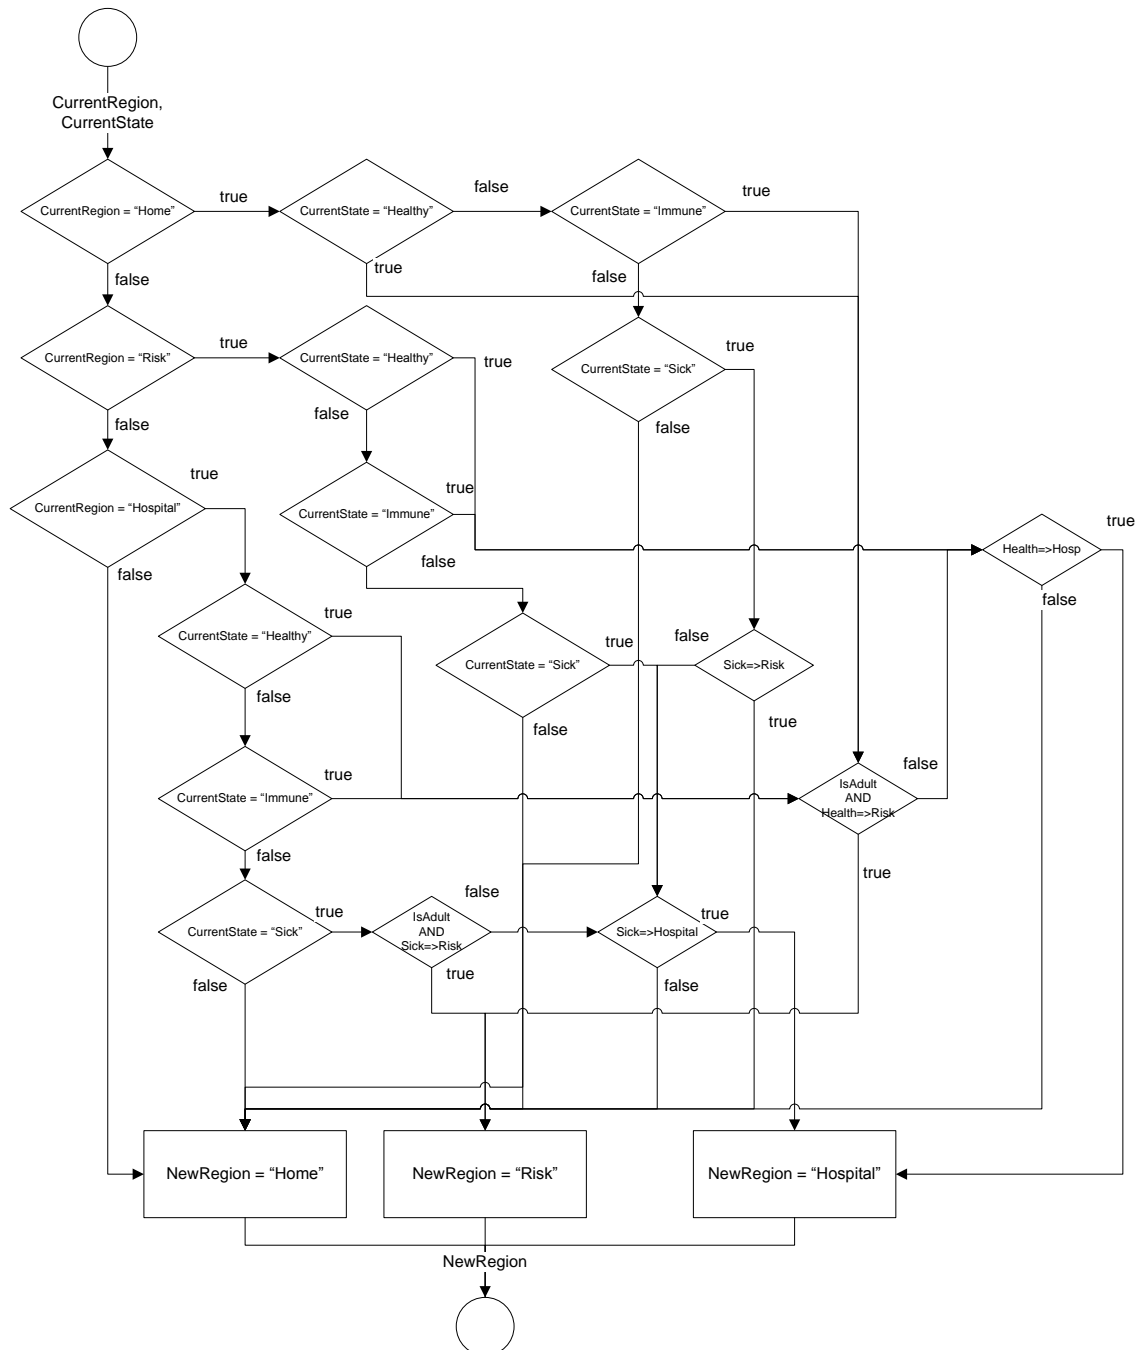 CurrentRegion,
CurrentState
CurrentRegion = “Home”
true
CurrentState = “Healthy”
false
CurrentState = “Immune”
true
false
true
false
CurrentRegion = “Risk”
true
CurrentState = “Healthy”
true
CurrentState = “Sick”
true
false
false
false
CurrentRegion = “Hospital”
true
CurrentState = “Immune”
true
Health=>Hosp
true
false
false
false
CurrentState = “Healthy”
true
CurrentState = “Sick”
true
false
Sick=>Risk
false
false
true
CurrentState = “Immune”
true
IsAdult
AND
Health=>Risk
false
false
true
CurrentState = “Sick”
true
IsAdult
AND
Sick=>Risk
false
Sick=>Hospital
true
false
true
false
NewRegion = “Home”
NewRegion = “Risk”
NewRegion = “Hospital”
NewRegion